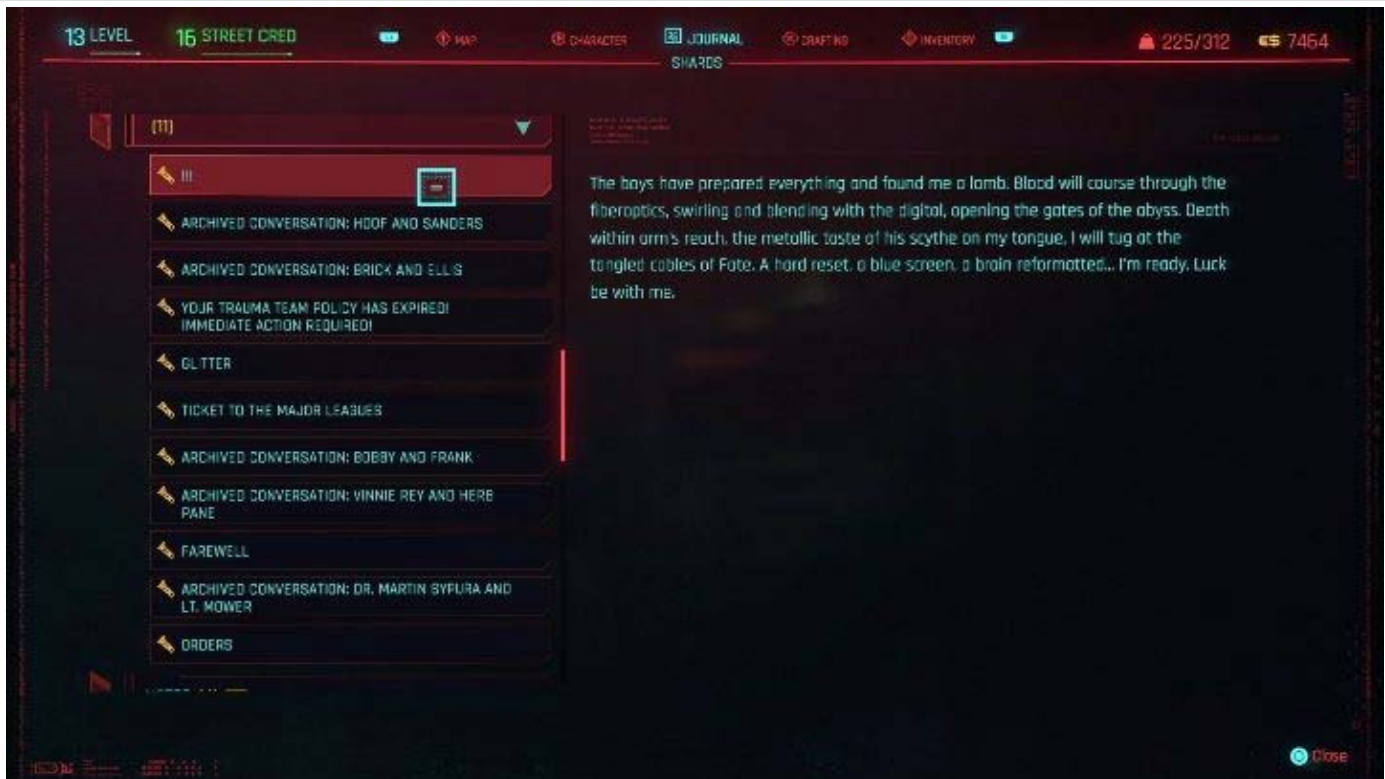 13 LEVEL
16 STREET CRED
MAP
CHARACTER
JOURNAL
CRAFTING
INVENTORY
225/312
€$ 7464
SHARDS
(11)
!!!
ARCHIVED CONVERSATION: HOOF AND SANDERS
ARCHIVED CONVERSATION: BRICK AND ELLIS
YOUR TRAUMA TEAM POLICY HAS EXPIRED!
IMMEDIATE ACTION REQUIRED!
GLITTER
TICKET TO THE MAJOR LEAGUES
ARCHIVED CONVERSATION: BOBBY AND FRANK
ARCHIVED CONVERSATION: VINNIE REY AND HERB
PANE
FAREWELL
ARCHIVED CONVERSATION: DR. MARTIN SYPURA AND
LT. MOWER
ORDERS
The boys have prepared everything and found me a lamb. Blood will course through the
fiberoptics, swirling and blending with the digital, opening the gates of the abyss. Death
within arm's reach, the metallic taste of his scythe on my tongue, I will tug at the
tangled cables of Fate. A hard reset, a blue screen, a brain reformatted... I'm ready. Luck
be with me.
Close